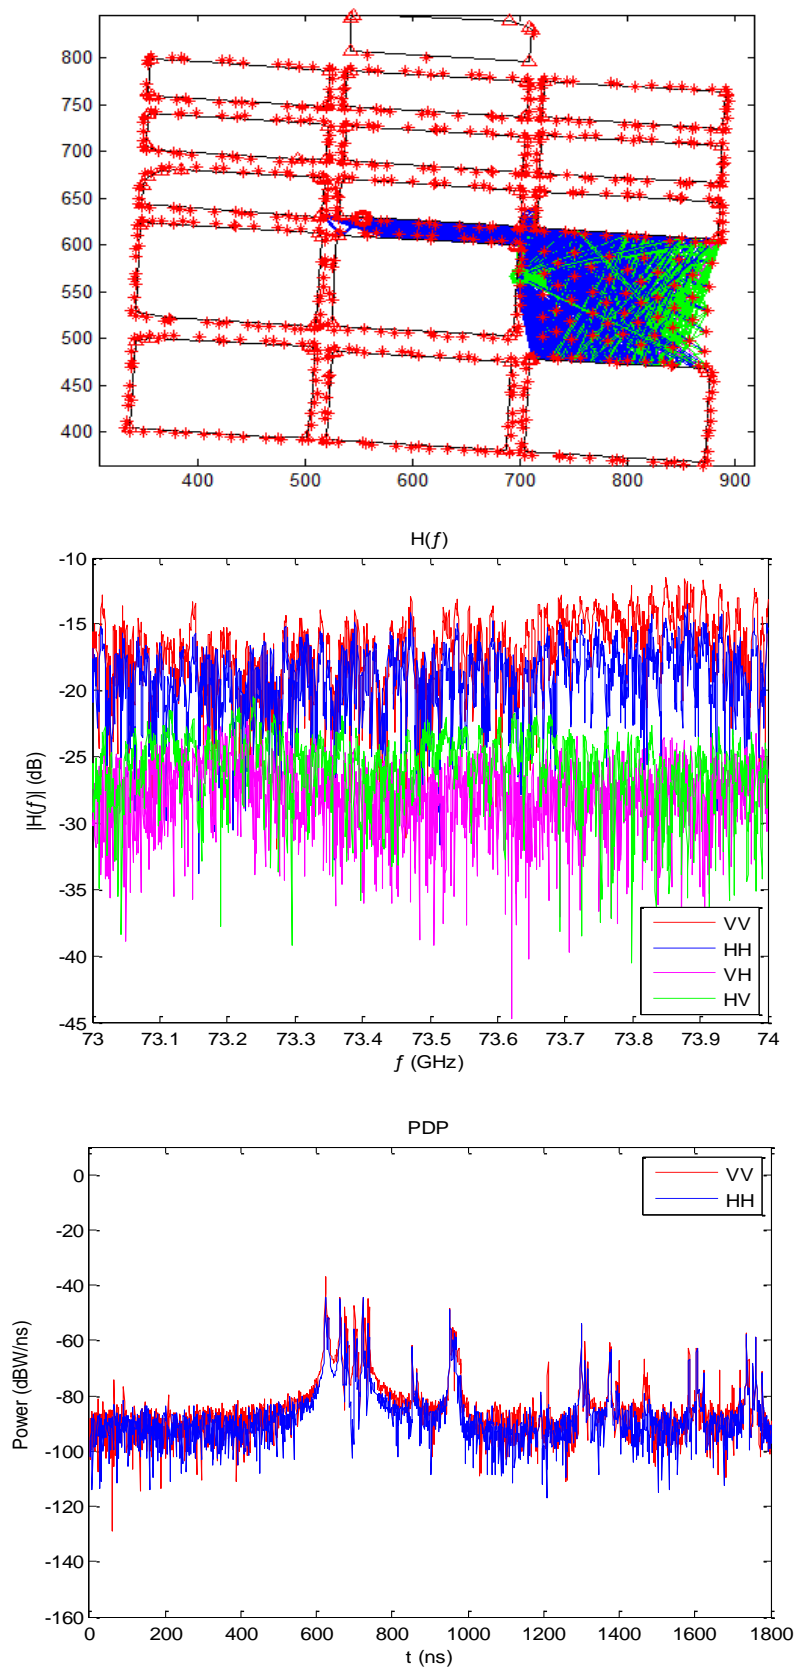 800
750
700
650
600
550
500
450
400
400 500 600 700 800 900
H(ƒ)
-10
-15
-20
-25
-30
-35
-40
-45
|H(ƒ)| (dB)
VV
HH
VH
HV
73 73.1 73.2 73.3 73.4 73.5 73.6 73.7 73.8 73.9 74
ƒ (GHz)
PDP
0
-20
-40
-60
-80
-100
-120
-140
-160
Power (dBW/ns)
VV
HH
0 200 400 600 800 1000 1200 1400 1600 1800
t (ns)